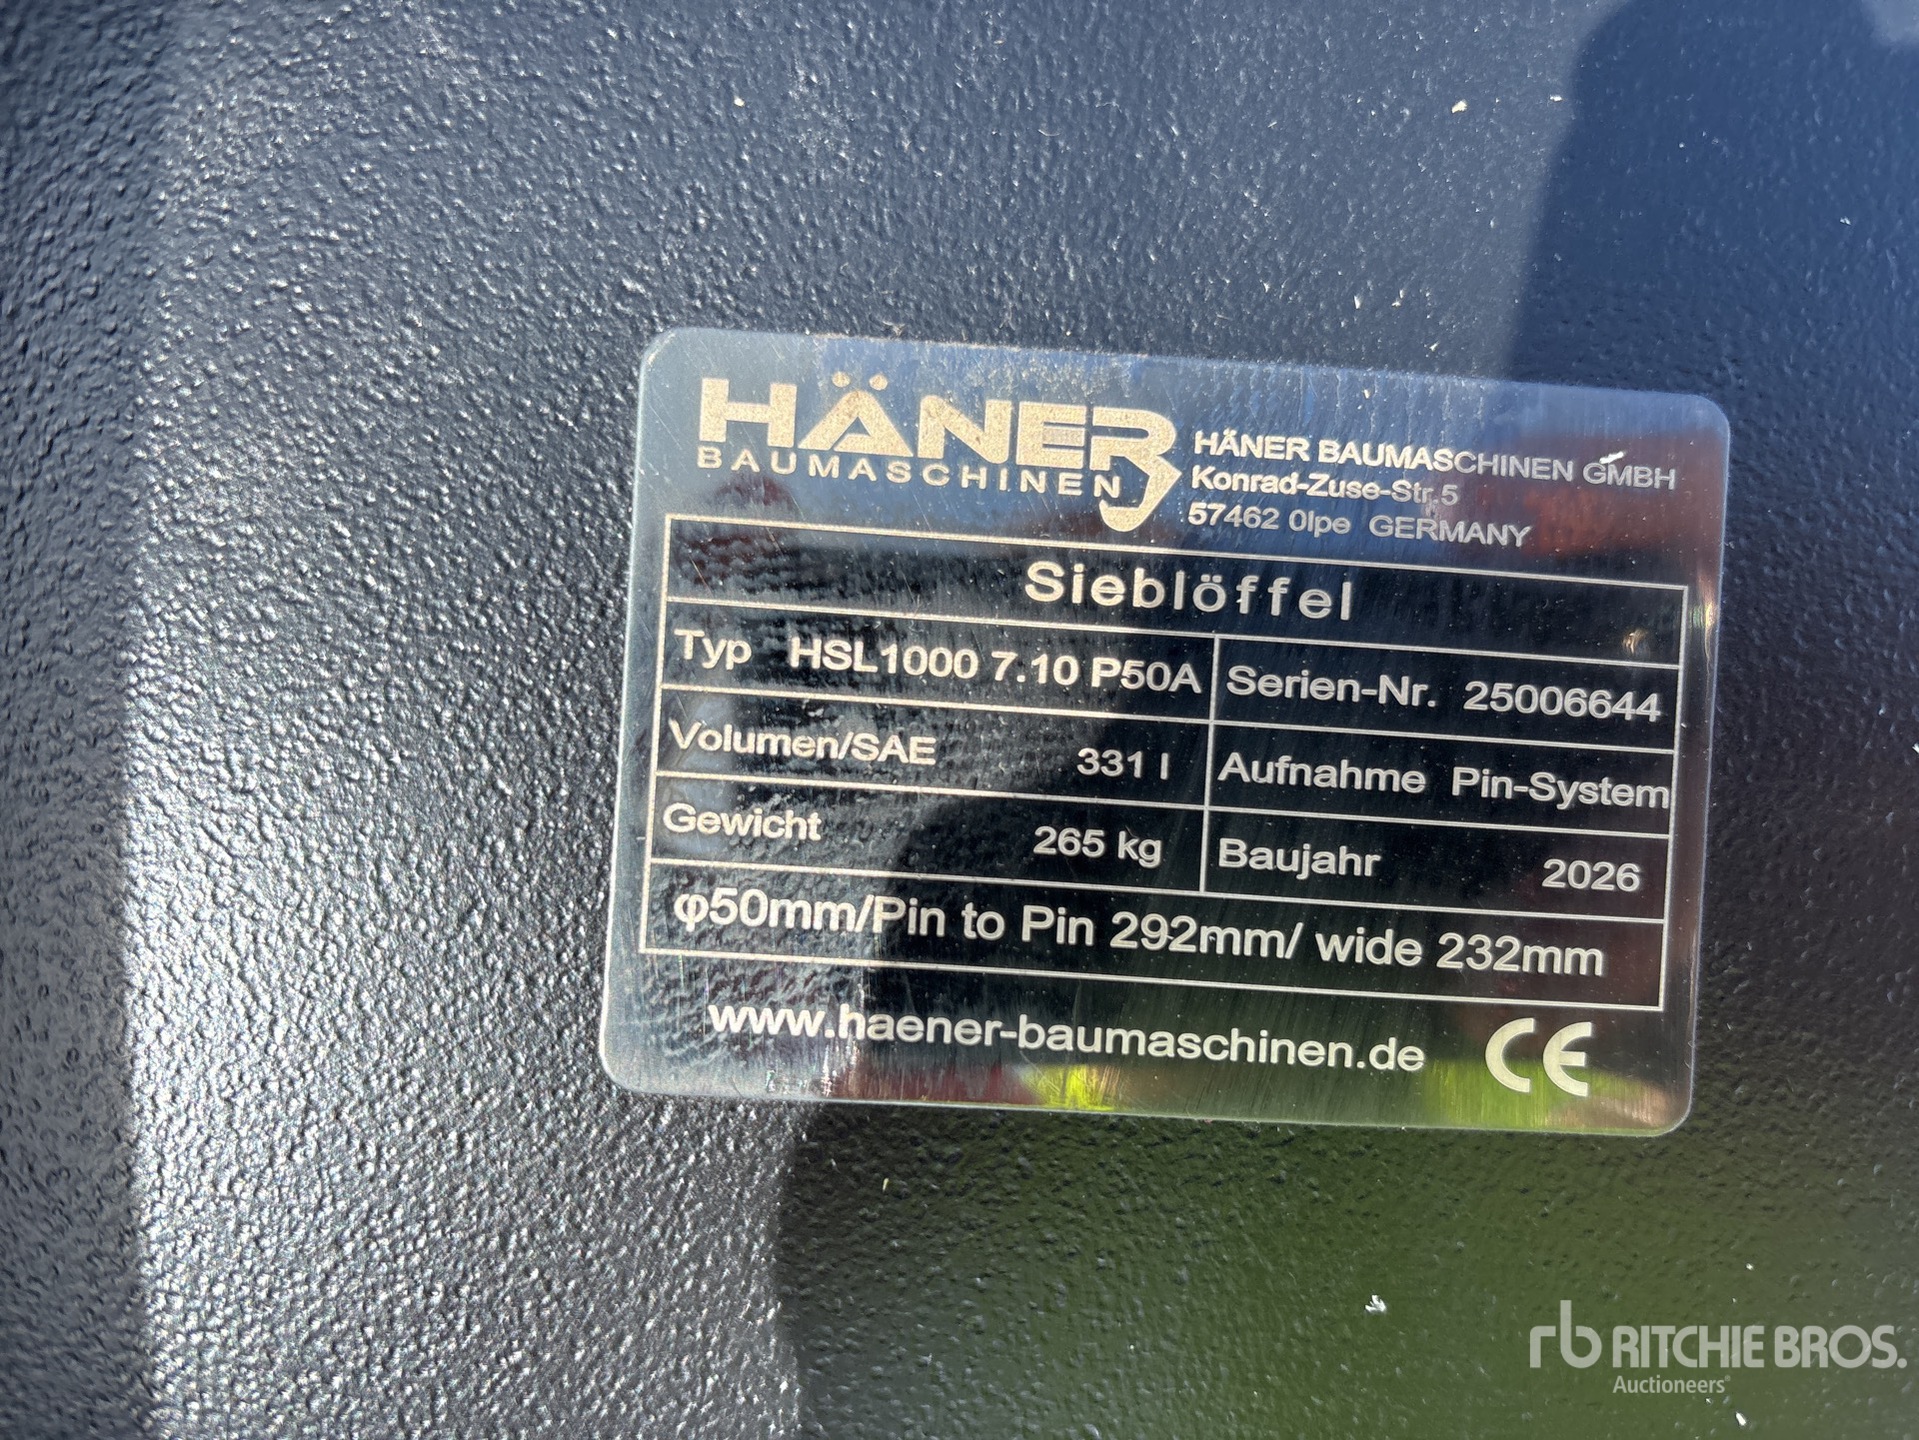 HÄNER
BAUMASCHINEN
HÄNER BAUMASCHINEN GMBH
Konrad-Zuse-Str.5
57462 Olpe GERMANY
Sieblöffel
Typ HSL1000 7.10 P50A Serien-Nr. 25006644
Volumen/SAE 331 l Aufnahme Pin-System
Gewicht 265 kg Baujahr 2026
φ50mm/Pin to Pin 292mm/ wide 232mm
www.haener-baumaschinen.de CE
rb RITCHIE BROS.
Auctioneers®